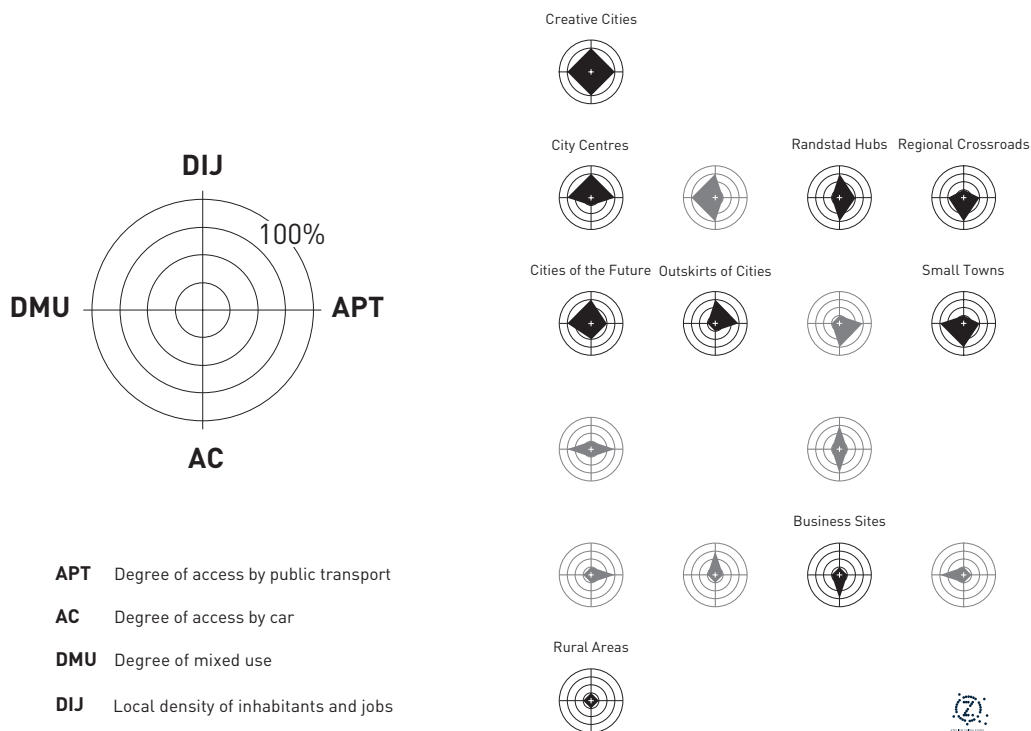 DIJ
100%
DMU
APT
AC
APT Degree of access by public transport
AC Degree of access by car
DMU Degree of mixed use
DIJ Local density of inhabitants and jobs
Creative Cities
City Centres
Randstad Hubs
Regional Crossroads
Cities of the Future
Outskirts of Cities
Small Towns
Business Sites
Rural Areas
Z